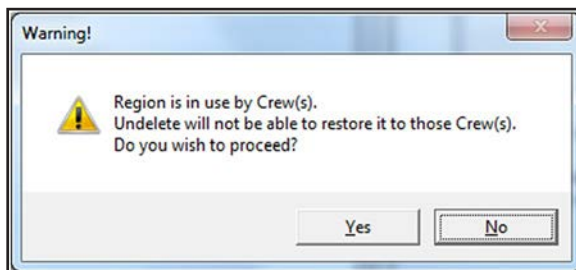 Warning!
Region is in use by Crew(s).
Undelete will not be able to restore it to those Crew(s).
Do you wish to proceed?
Yes
No